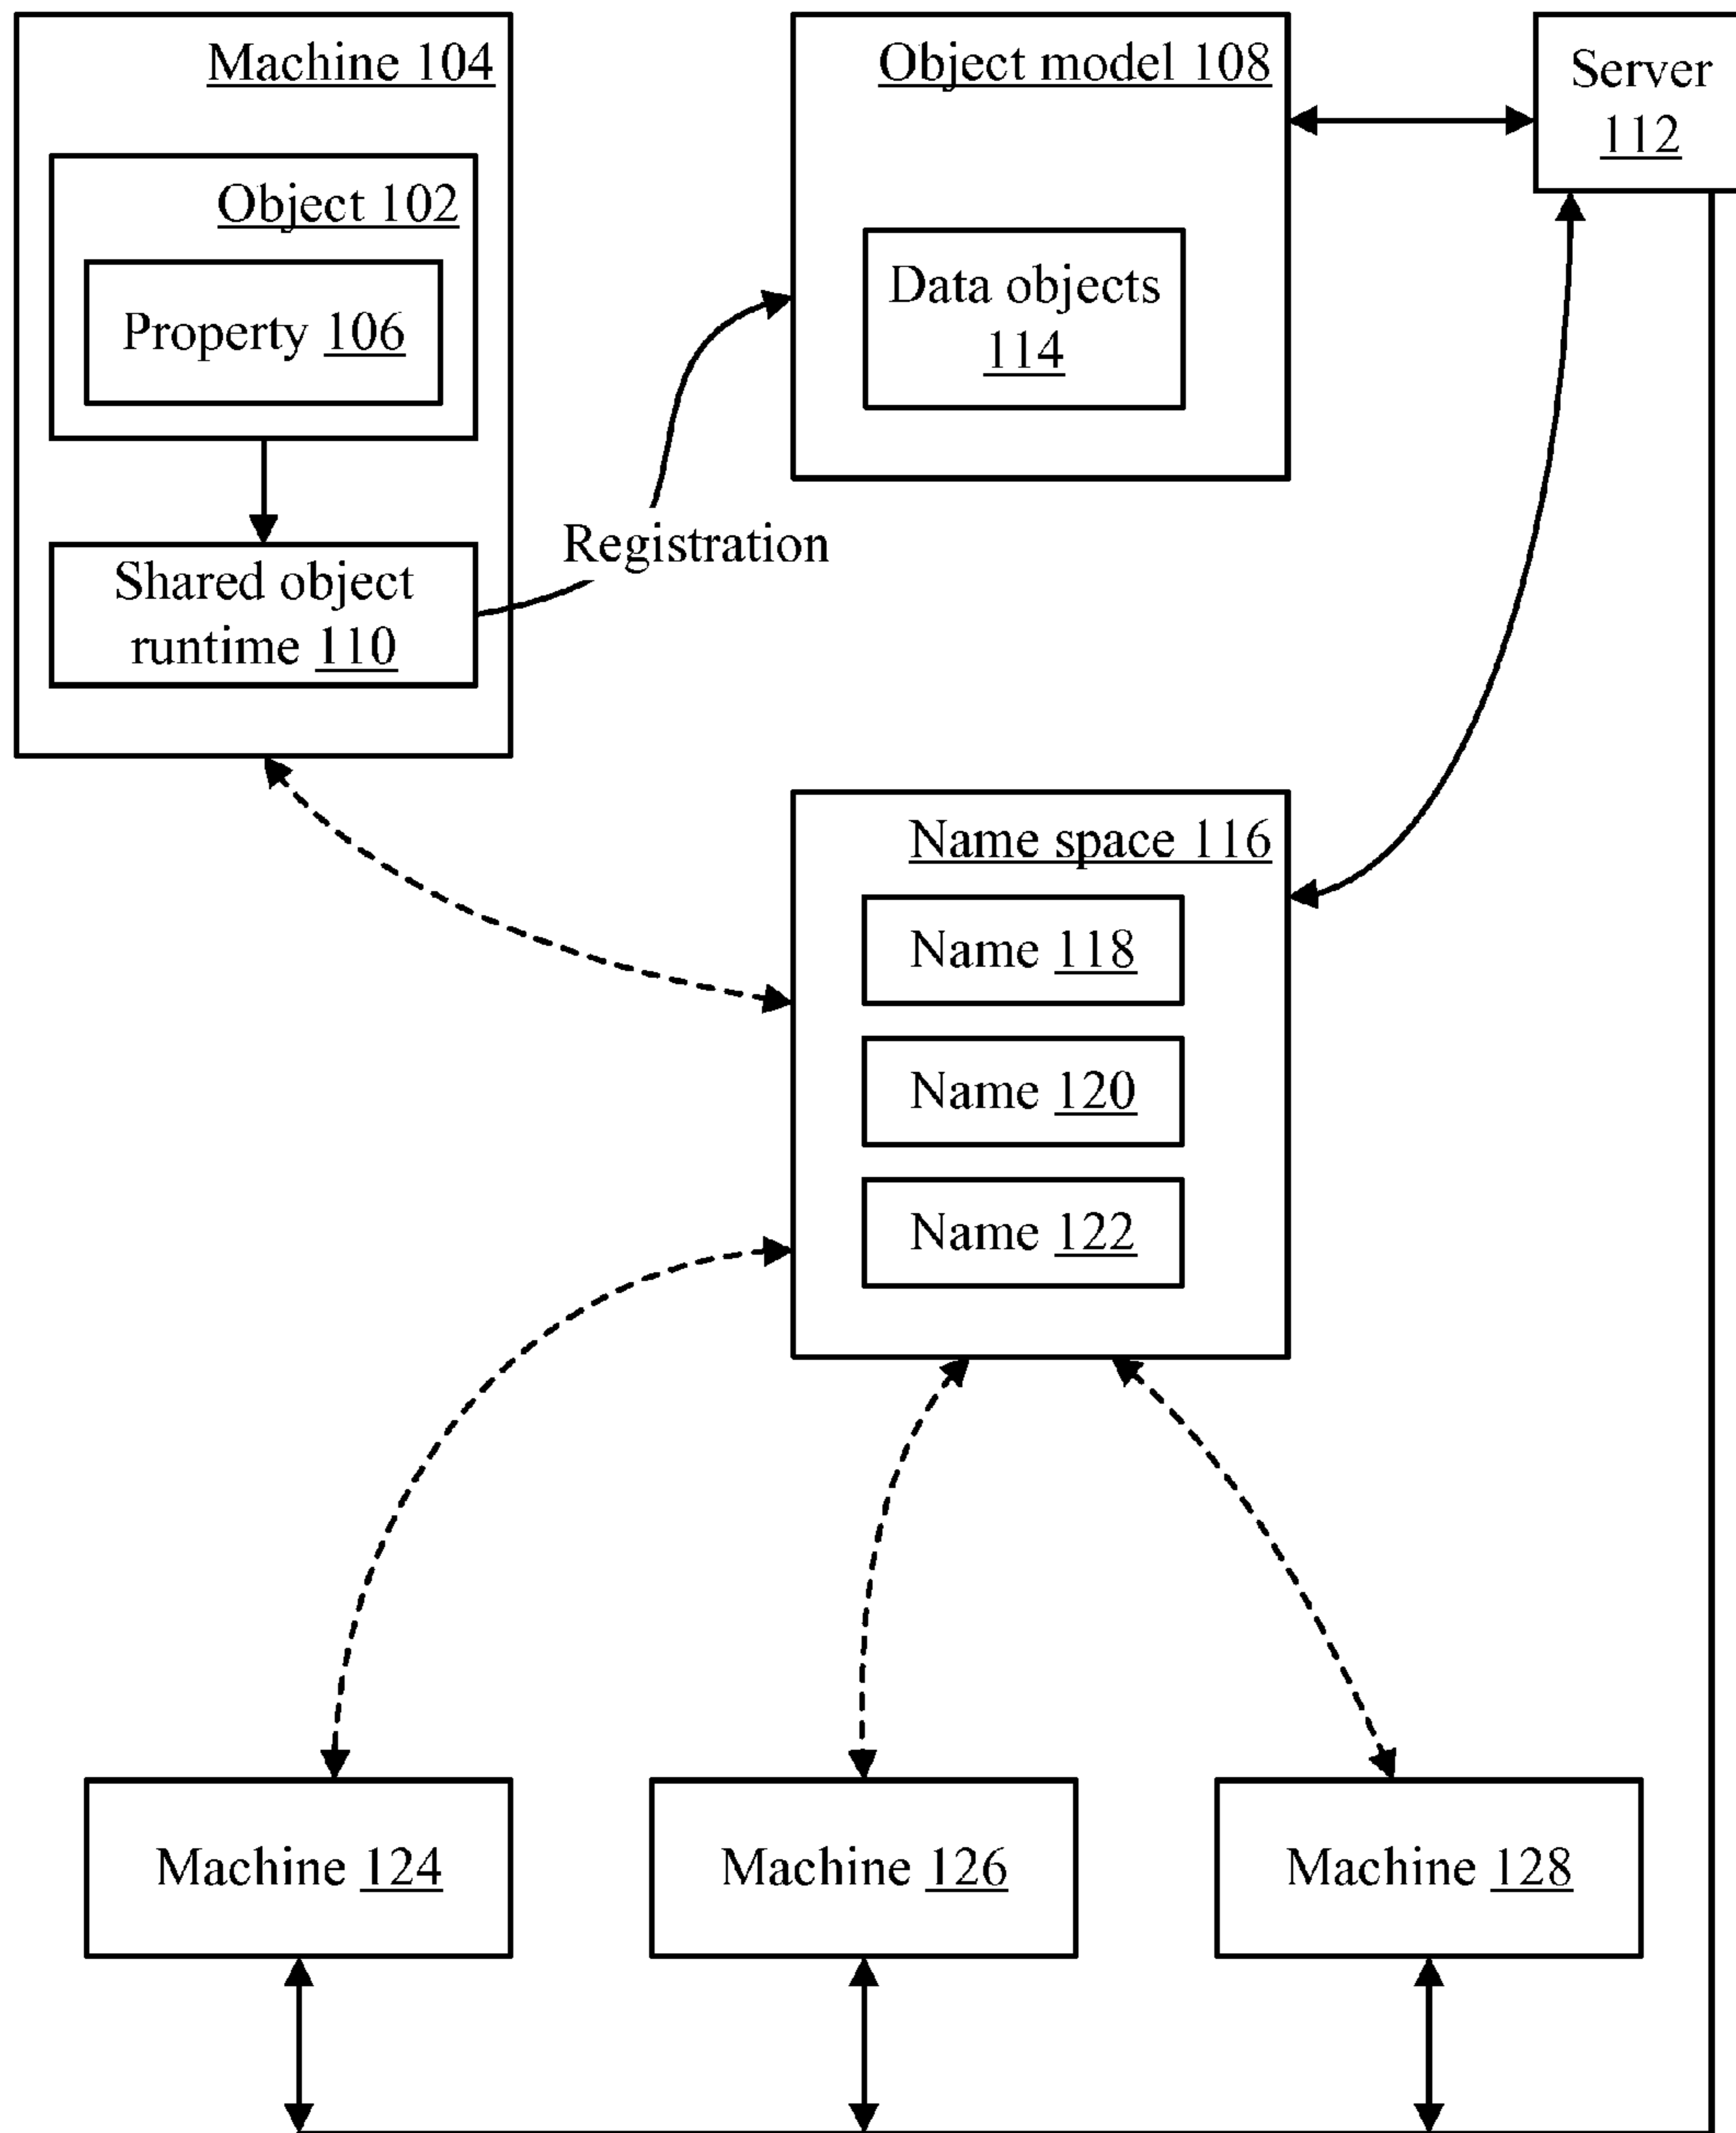 Machine 104
Object 102
Property 106
Shared object
runtime 110
Registration
Object model 108
Data objects
114
Server
112
Name space 116
Name 118
Name 120
Name 122
Machine 124
Machine 126
Machine 128